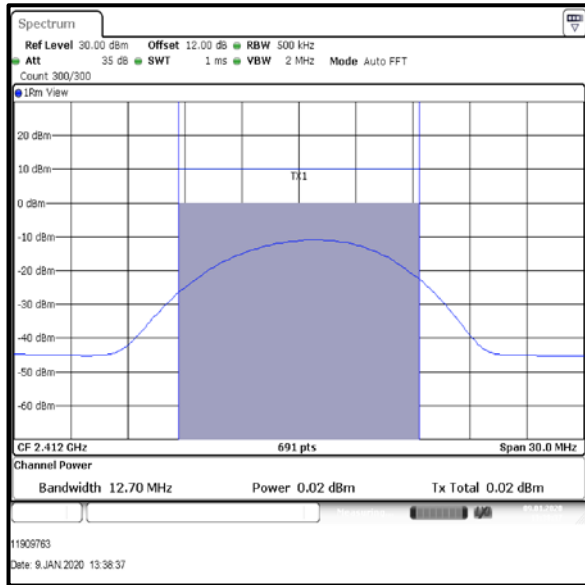 Spectrum
Ref Level 30.00 dBm Offset 12.00 dB RBW 500 kHz
Att 35 dB SWT 1 ms VBW 2 MHz Mode Auto FFT
Count 300/300
1Rm View
20 dBm
10 dBm
TX1
0 dBm
-10 dBm
-20 dBm
-30 dBm
-40 dBm
-50 dBm
-60 dBm
CF 2.412 GHz 691 pts Span 30.0 MHz
Channel Power
Bandwidth 12.70 MHz Power 0.02 dBm Tx Total 0.02 dBm
11909763
Date: 9.JAN.2020 13:38:37